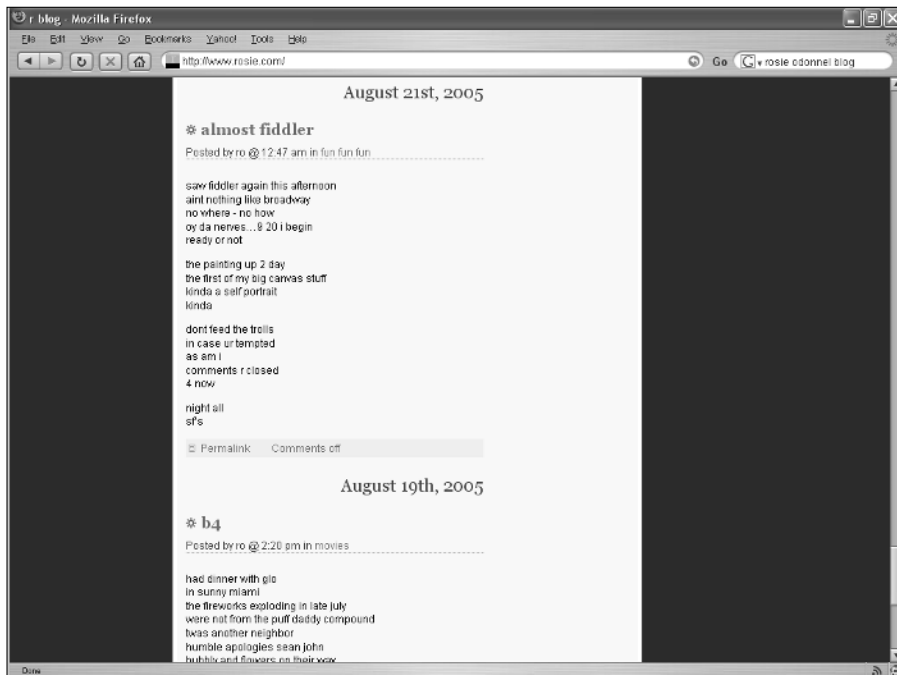 r blog - Mozilla Firefox
File Edit View Go Bookmarks Yahoo! Tools Help
http://www.rosie.com/ Go G rosie odonnel blog
August 21st, 2005
almost fiddler
Posted by ro @ 12:47 am in fun fun fun
saw fiddler again this afternoon
aint nothing like broadway
no where - no how
oy da nerves...9 20 i begin
ready or not
the painting up 2 day
the first of my big canvas stuff
kinda a self portrait
kinda
dont feed the trolls
in case ur tempted
as am i
comments r closed
4 now
night all
sf's
Permalink Comments off
August 19th, 2005
b4
Posted by ro @ 2:20 pm in movies
had dinner with glo
in sunny miami
the fireworks exploding in late july
were not from the puff daddy compound
twas another neighbor
humble apologies sean john
bubbly and flowers on their way
Done